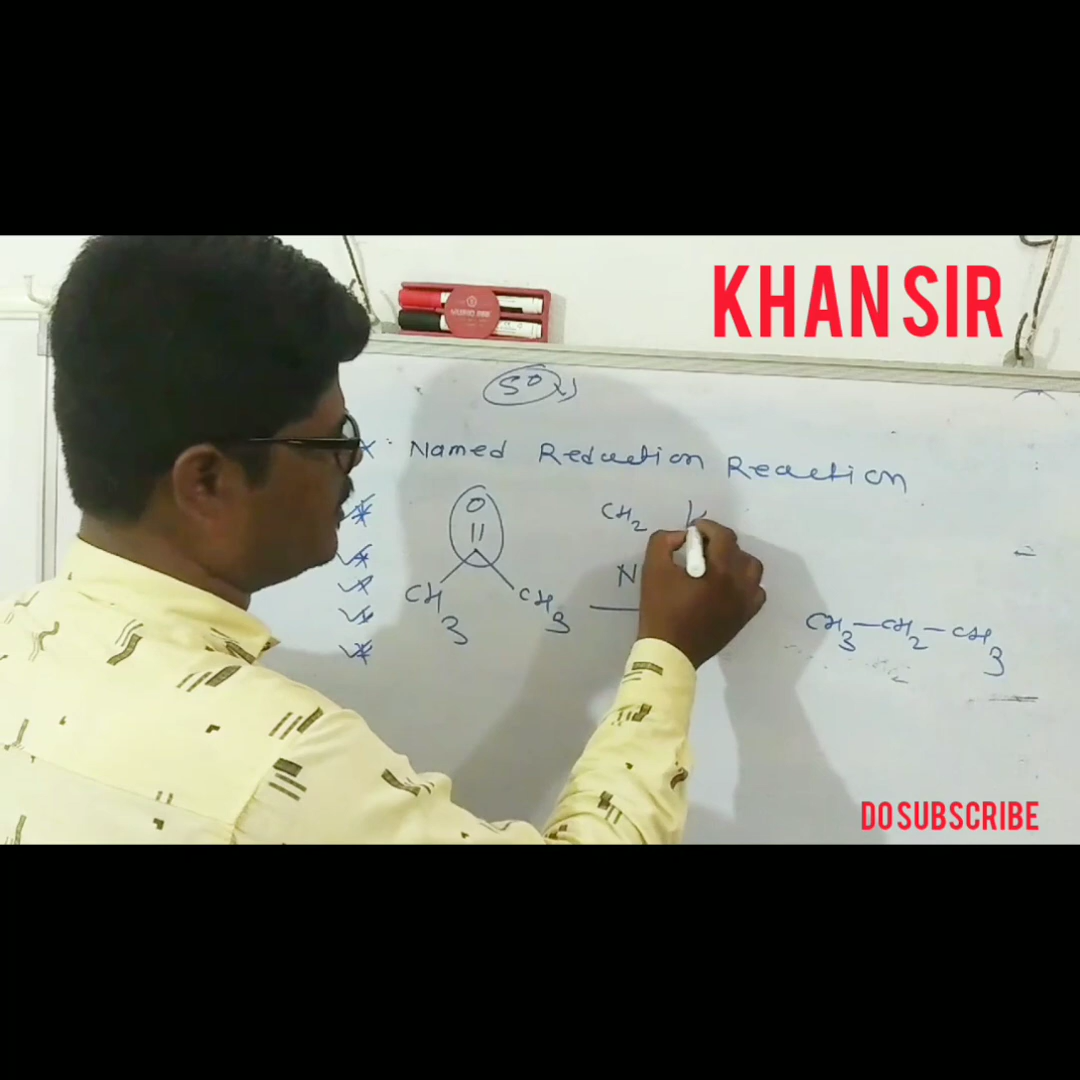 KHAN SIR
50
* Named Reduction Reaction
O
CH2
N
CH3 CH3
CH3-CH2-CH3
DO SUBSCRIBE